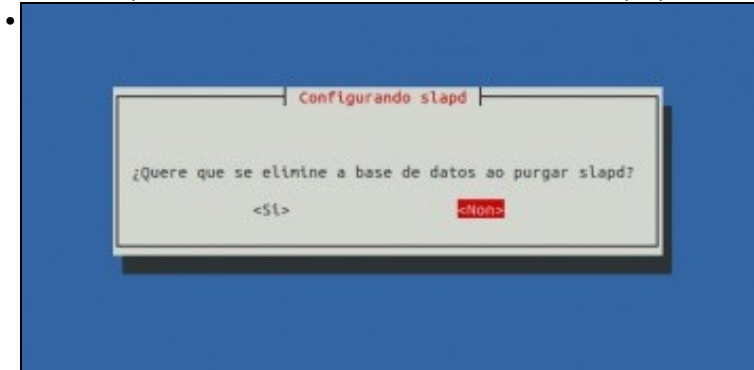 Configurando slapd
¿Quere que se elimine a base de datos ao purgar slapd?
<Si> <Non>